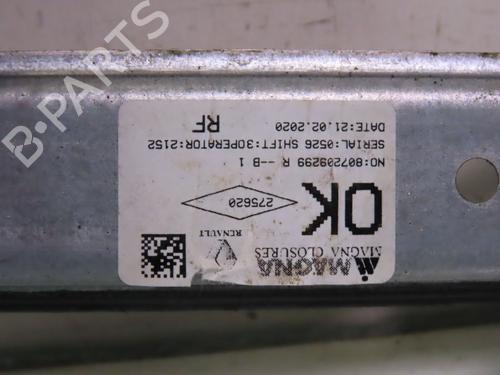 MAGNA
MAGNA CLOSURES
RENAULT
OK
275620
NO:807209299 R --B 1
SERIAL:0526 SHIFT:3OPERATOR:2152
DATE:21.02.2020
RF
B-PARTS